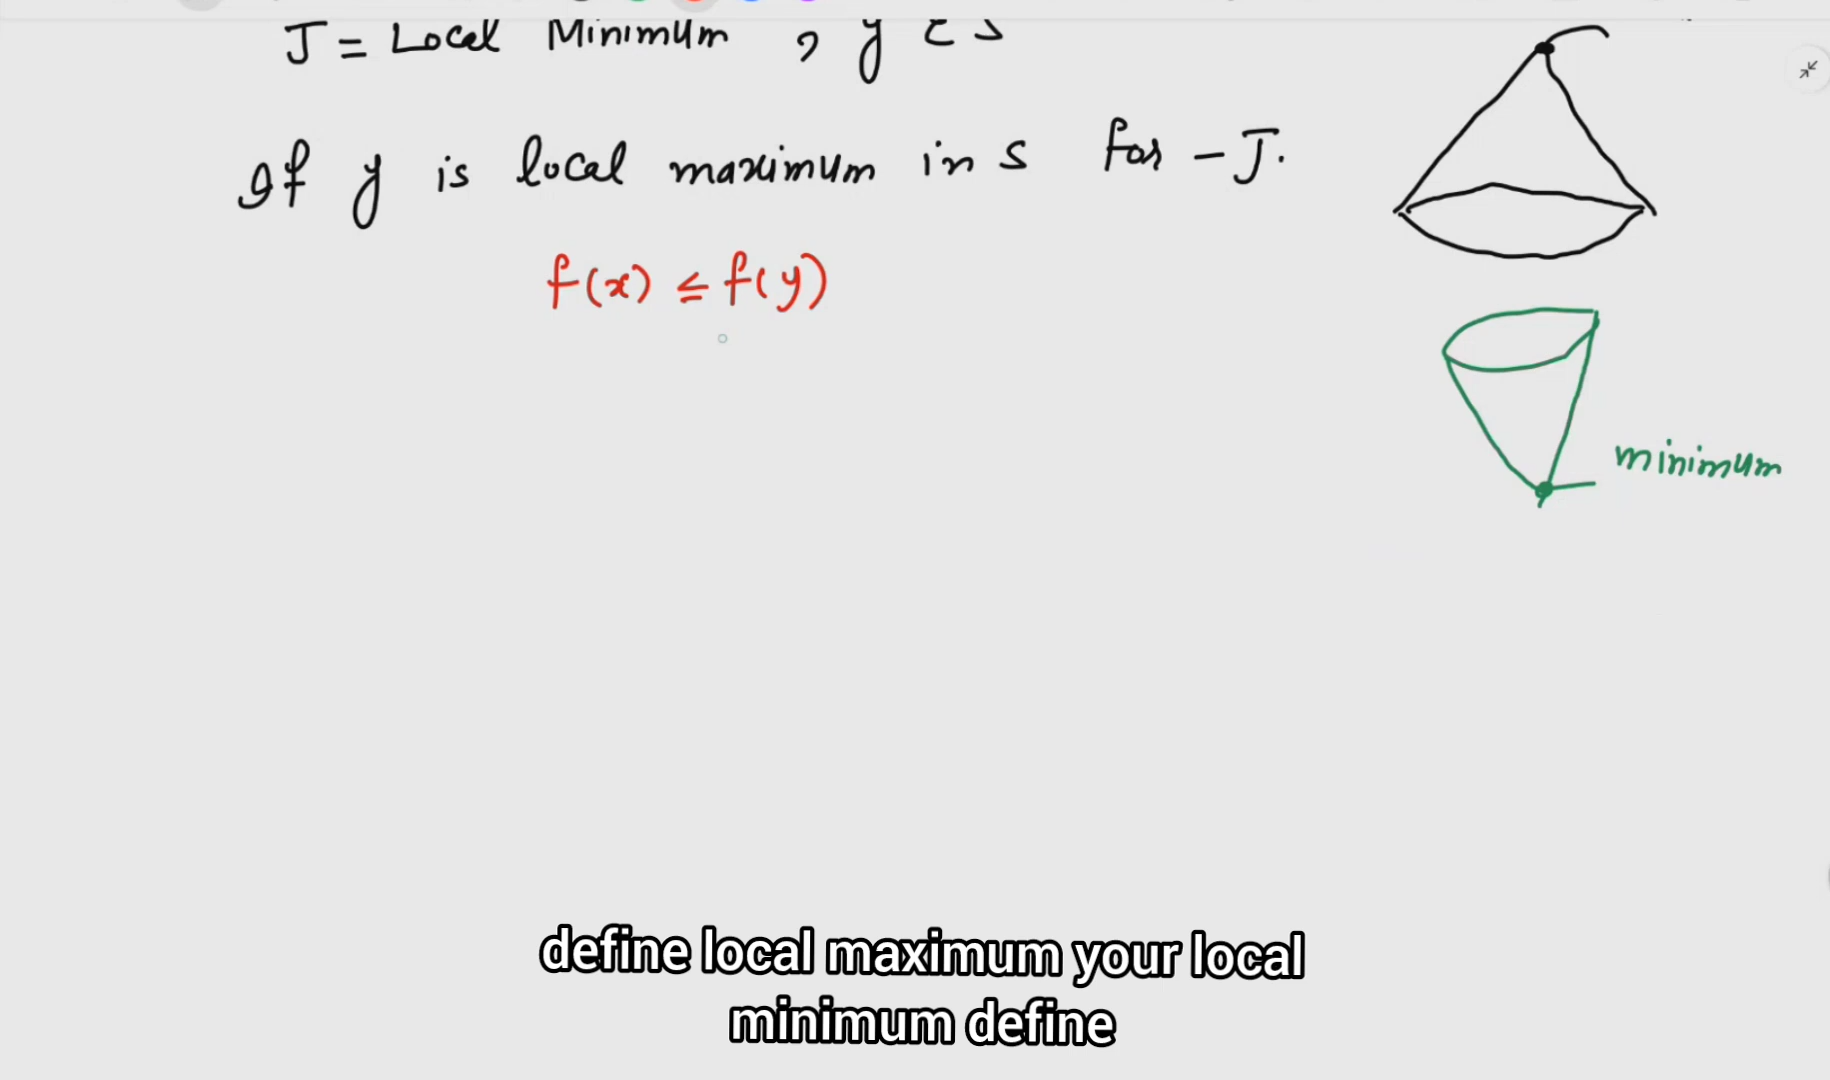 J = Local Minimum , y ∈ S
If y is local maximum in S for - J.
f(x) ≤ f(y)
minimum
define local maximum your local
minimum define